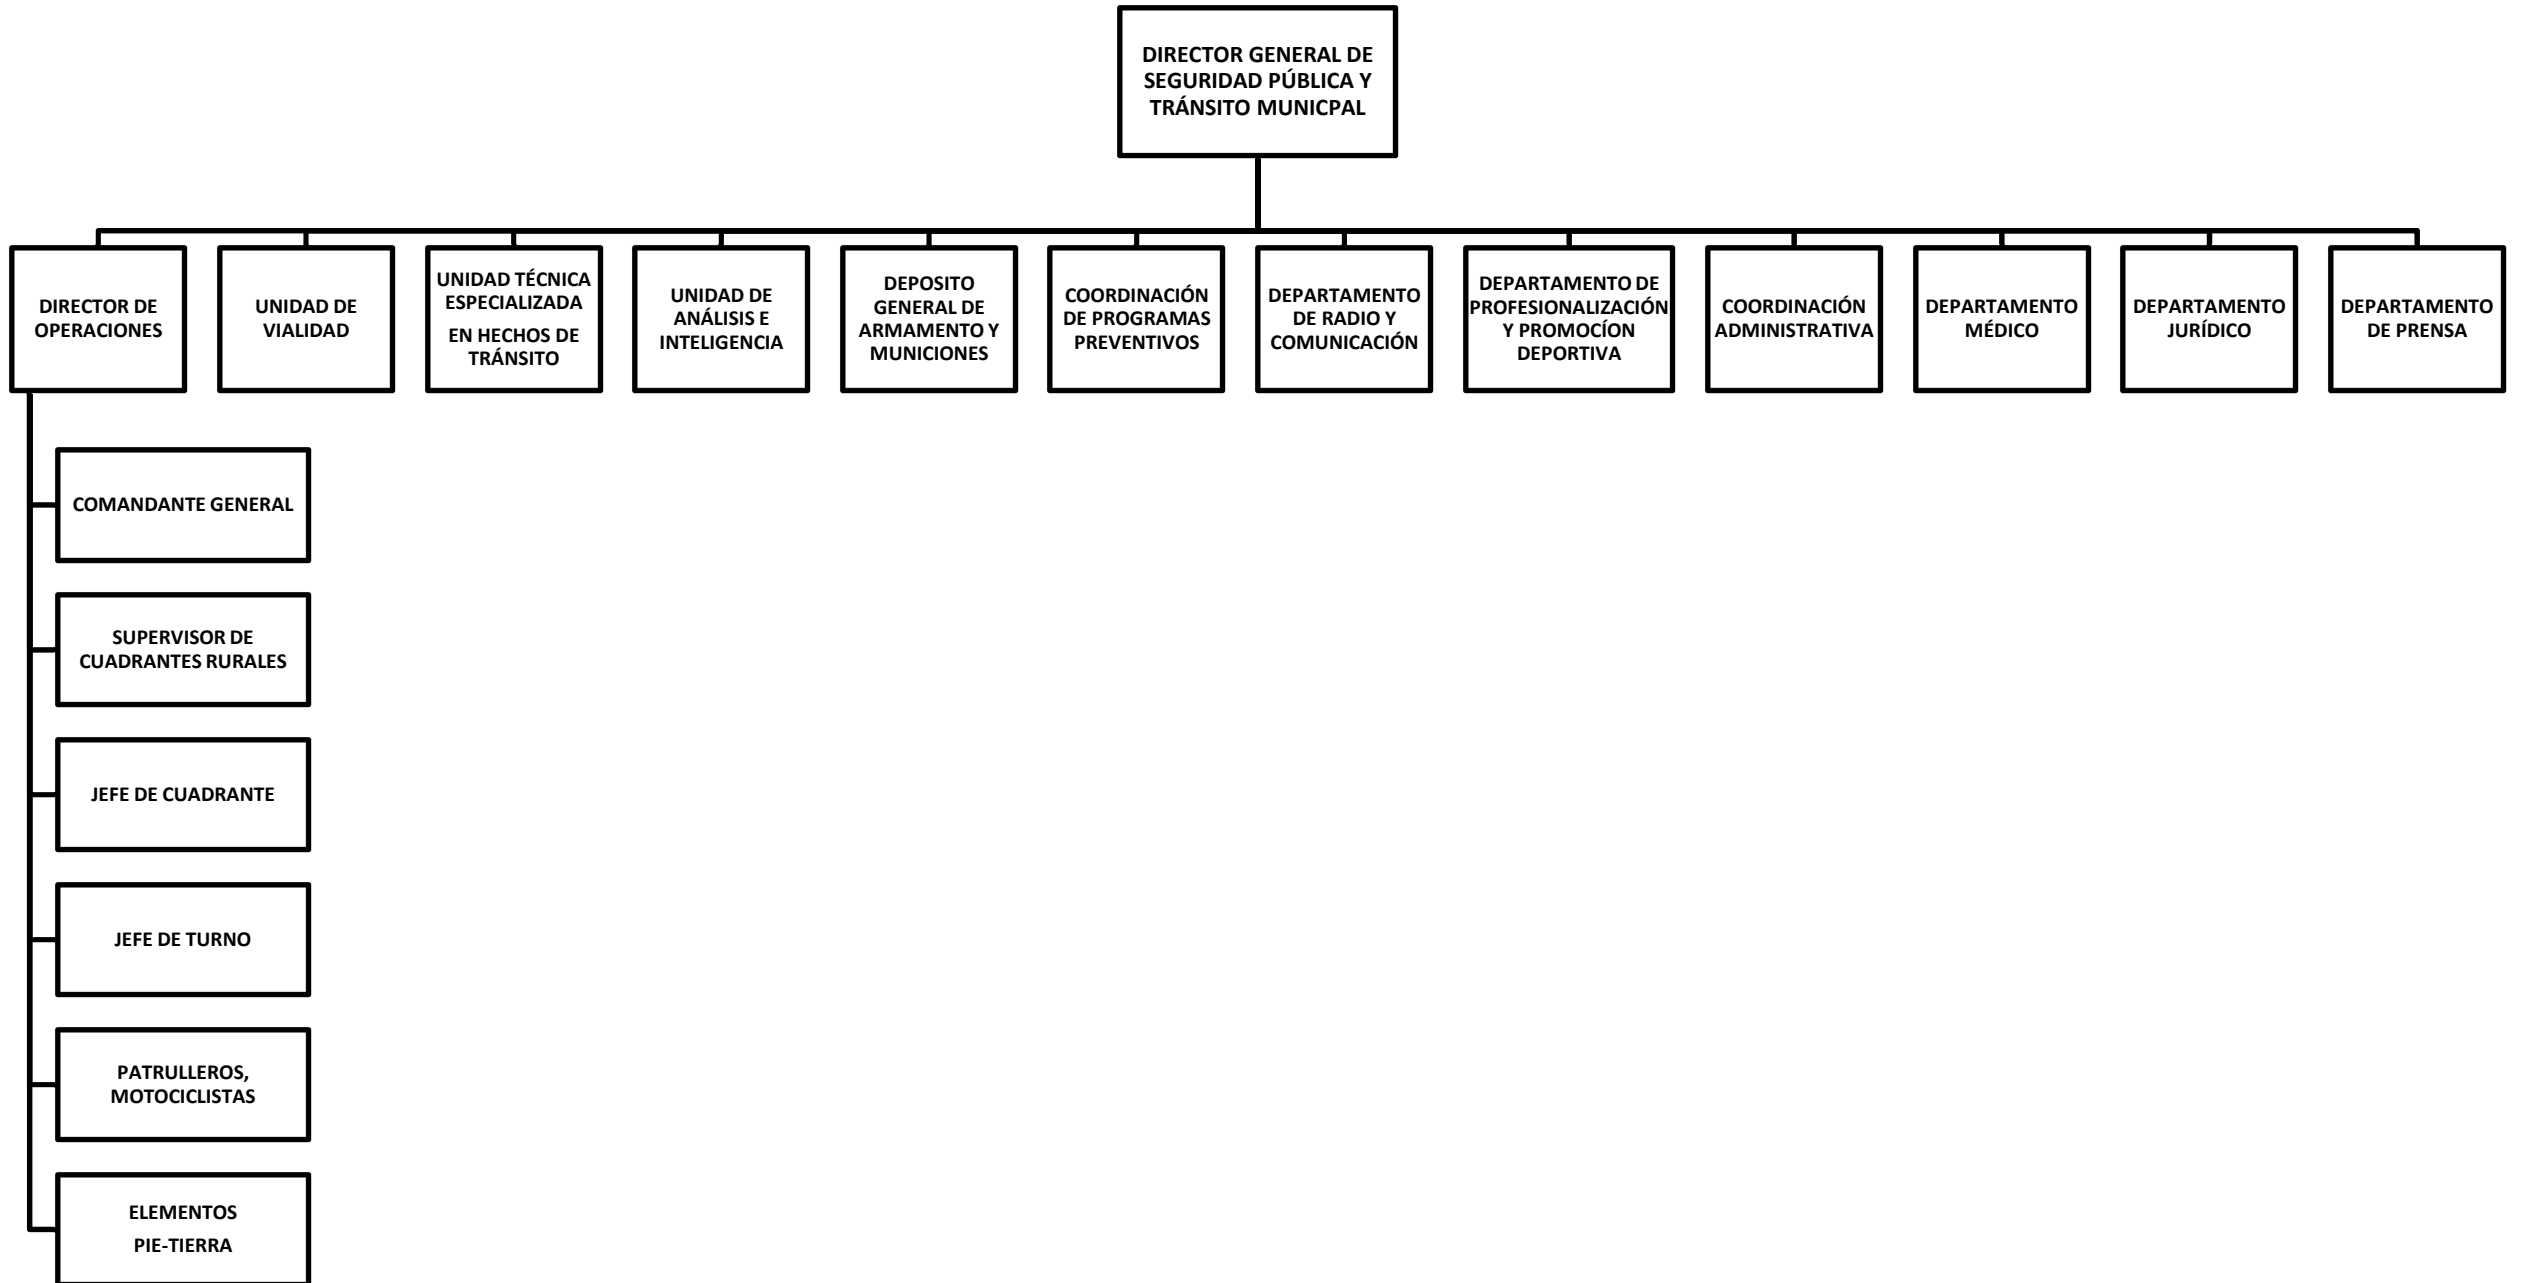 DIRECTOR GENERAL DE
SEGURIDAD PÚBLICA Y
TRÁNSITO MUNICPAL
DIRECTOR DE
OPERACIONES
UNIDAD DE
VIALIDAD
UNIDAD TÉCNICA
ESPECIALIZADA
EN HECHOS DE
TRÁNSITO
UNIDAD DE
ANÁLISIS E
INTELIGENCIA
DEPOSITO
GENERAL DE
ARMAMENTO Y
MUNICIONES
COORDINACIÓN
DE PROGRAMAS
PREVENTIVOS
DEPARTAMENTO
DE RADIO Y
COMUNICACIÓN
DEPARTAMENTO DE
PROFESIONALIZACIÓN
Y PROMOCÍON
DEPORTIVA
COORDINACIÓN
ADMINISTRATIVA
DEPARTAMENTO
MÉDICO
DEPARTAMENTO
JURÍDICO
DEPARTAMENTO
DE PRENSA
COMANDANTE GENERAL
SUPERVISOR DE
CUADRANTES RURALES
JEFE DE CUADRANTE
JEFE DE TURNO
PATRULLEROS,
MOTOCICLISTAS
ELEMENTOS
PIE-TIERRA